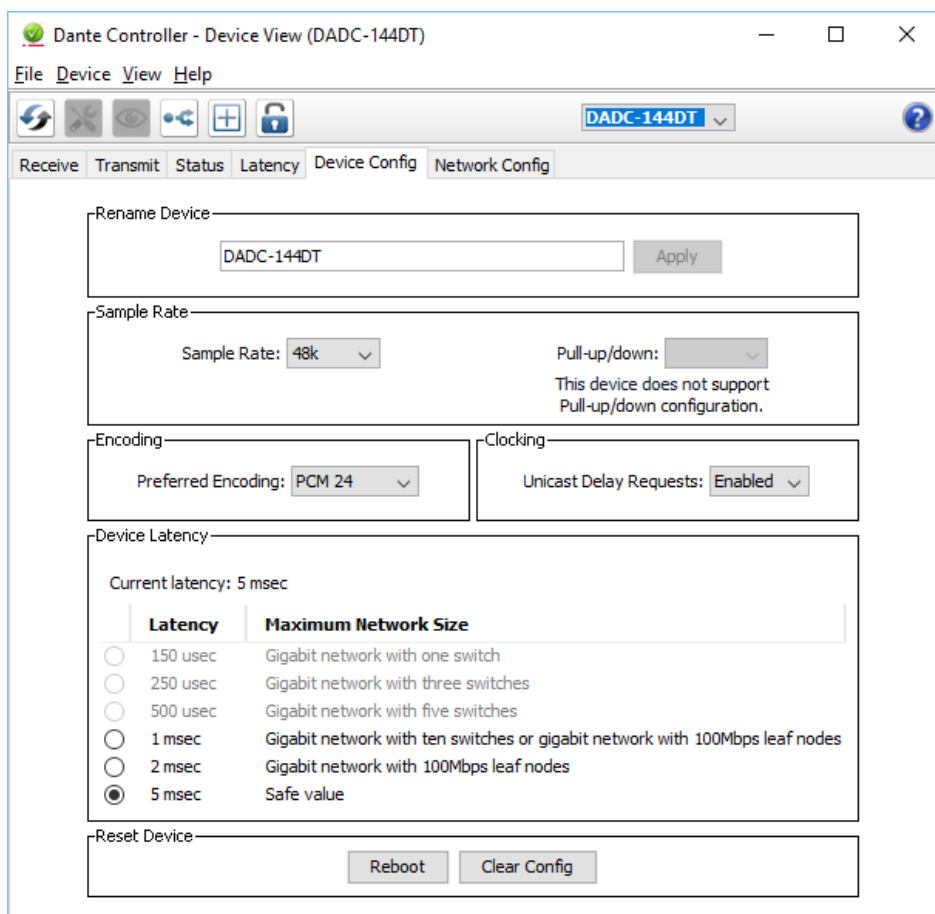 Dante Controller - Device View (DADC-144DT)
File Device View Help
DADC-144DT
?
Receive Transmit Status Latency Device Config Network Config
Rename Device
DADC-144DT Apply
Sample Rate
Sample Rate: 48k Pull-up/down:
This device does not support
Pull-up/down configuration.
Encoding Clocking
Preferred Encoding: PCM 24 Unicast Delay Requests: Enabled
Device Latency
Current latency: 5 msec
Latency Maximum Network Size
150 usec Gigabit network with one switch
250 usec Gigabit network with three switches
500 usec Gigabit network with five switches
1 msec Gigabit network with ten switches or gigabit network with 100Mbps leaf nodes
2 msec Gigabit network with 100Mbps leaf nodes
5 msec Safe value
Reset Device
Reboot Clear Config